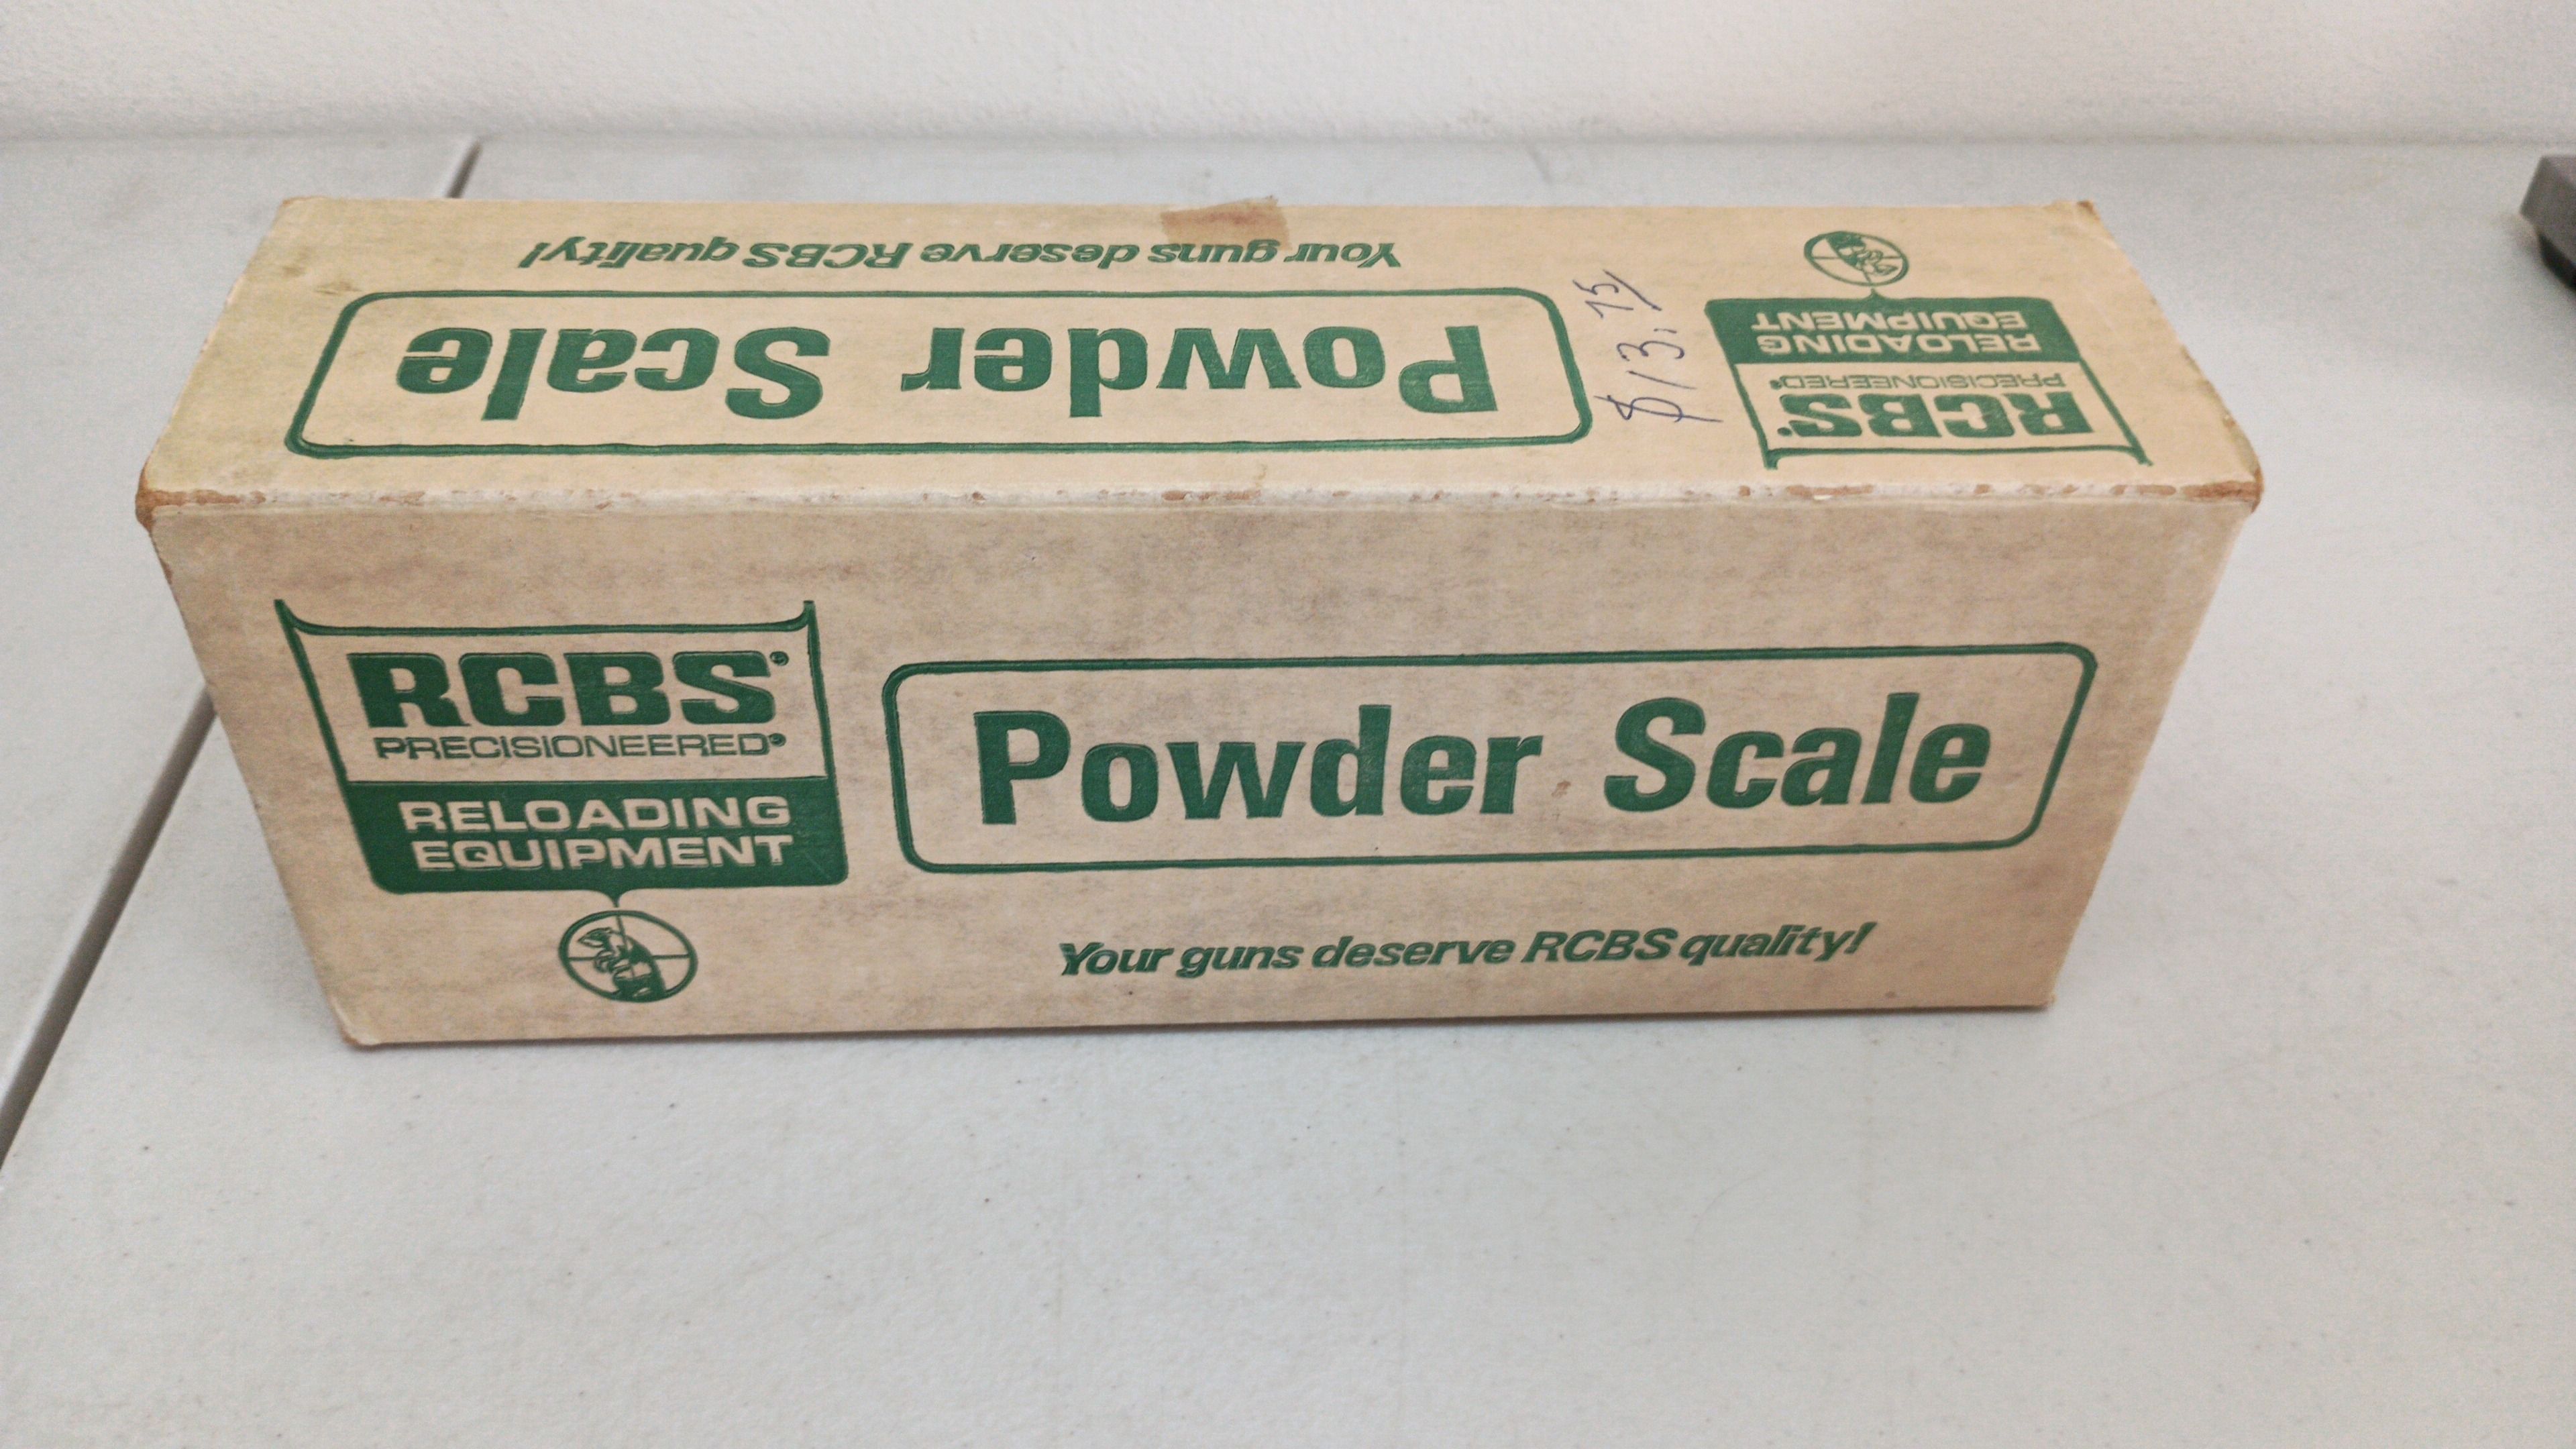 Your guns deserve RCBS quality!
Powder Scale
$13.75
RCBS®
PRECISIONEERED®
RELOADING
EQUIPMENT
RCBS®
PRECISIONEERED®
RELOADING
EQUIPMENT
Powder Scale
Your guns deserve RCBS quality!